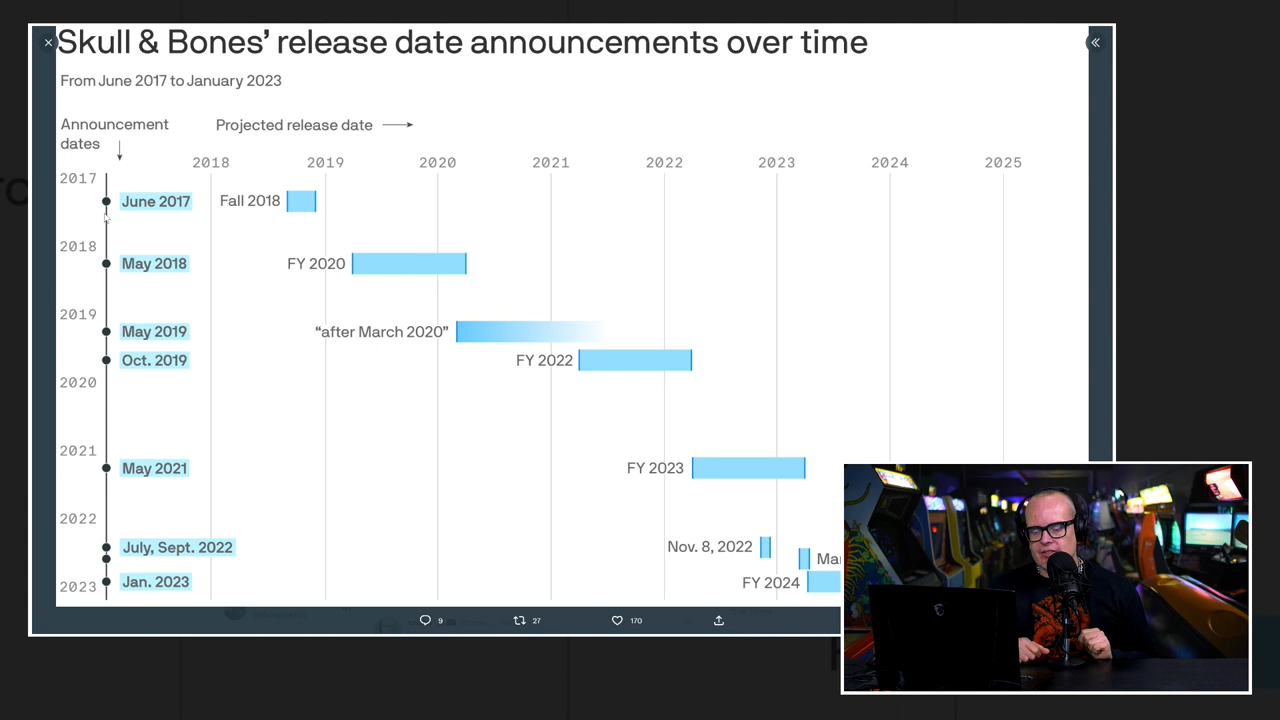 Skull & Bones’ release date announcements over time
From June 2017 to January 2023
Announcement
dates
Projected release date
2018 2019 2020 2021 2022 2023 2024 2025
2017
June 2017 Fall 2018
2018
May 2018 FY 2020
2019
May 2019 “after March 2020”
Oct. 2019 FY 2022
2020
2021
May 2021 FY 2023
2022
July, Sept. 2022 Nov. 8, 2022
2023
Jan. 2023 FY 2024
9 27 170